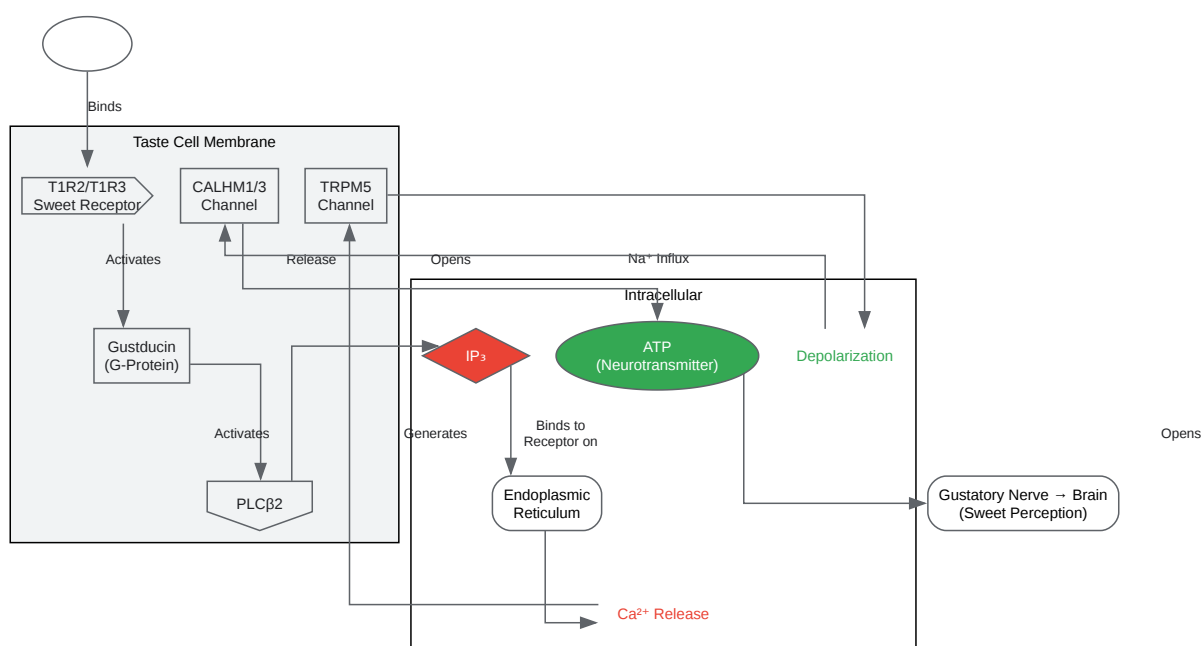 Binds
Taste Cell Membrane
T1R2/T1R3
Sweet Receptor
CALHM1/3
Channel
TRPM5
Channel
Activates
Release
Opens
Na⁺ Influx
Intracellular
Gustducin
(G-Protein)
IP₃
ATP
(Neurotransmitter)
Depolarization
Activates
Generates
Binds to
Receptor on
Opens
PLCβ2
Endoplasmic
Reticulum
Gustatory Nerve → Brain
(Sweet Perception)
Ca²⁺ Release